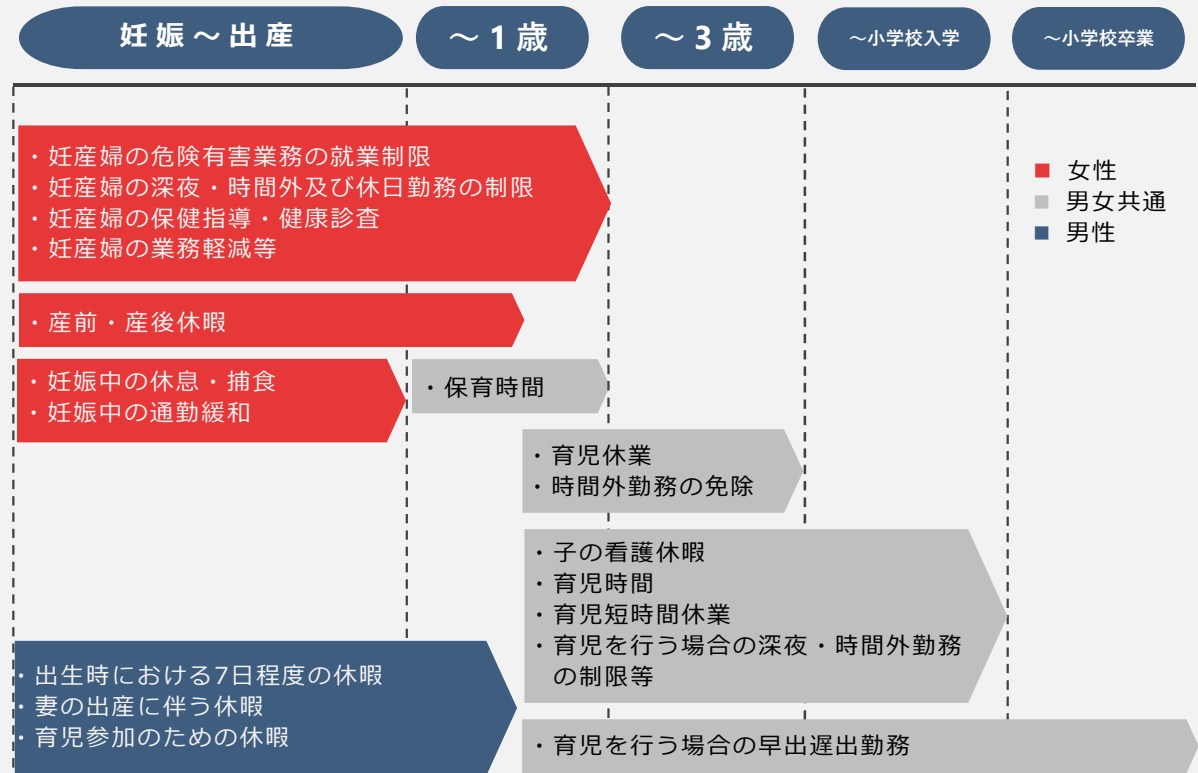 妊娠～出産
～1歳
～3歳
～小学校入学
～小学校卒業
・妊産婦の危険有害業務の就業制限
・妊産婦の深夜・時間外及び休日勤務の制限
・妊産婦の保健指導・健康診査
・妊産婦の業務軽減等
女性
男女共通
男性
・産前・産後休暇
・妊娠中の休息・捕食
・妊娠中の通勤緩和
・保育時間
・育児休業
・時間外勤務の免除
・子の看護休暇
・育児時間
・育児短時間休業
・育児を行う場合の深夜・時間外勤務
の制限等
・出生時における7日程度の休暇
・妻の出産に伴う休暇
・育児参加のための休暇
・育児を行う場合の早出遅出勤務